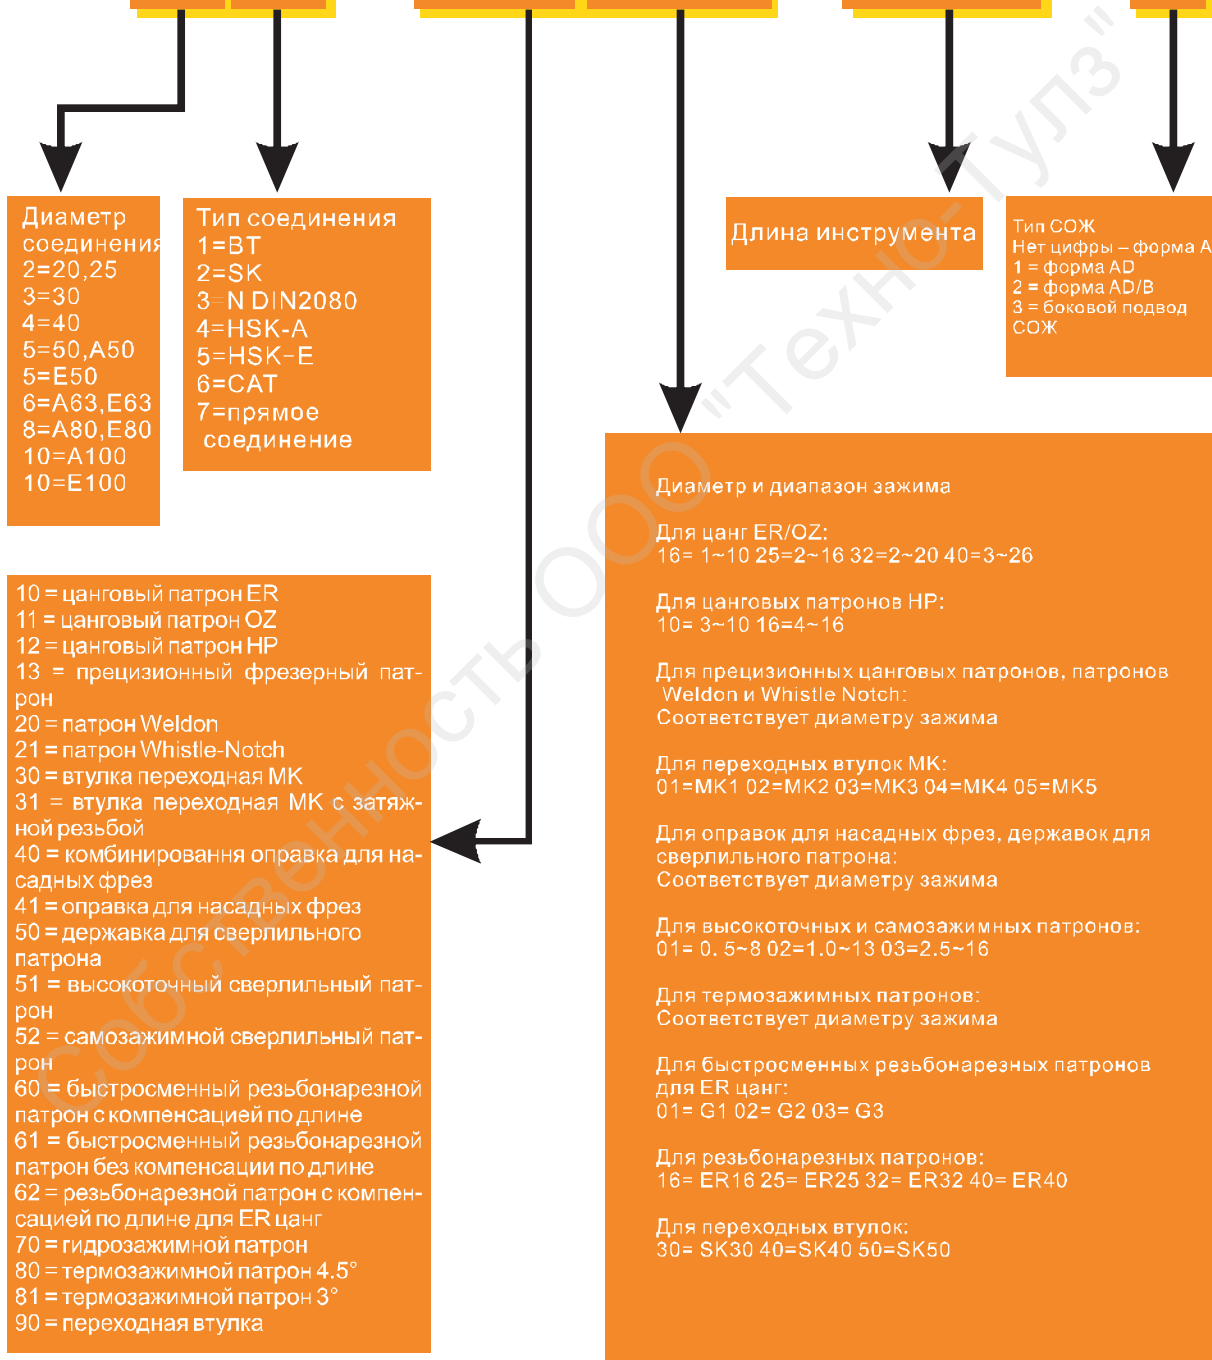 Диаметр
соединения
2=20,25
3=30
4=40
5=50,A50
5=E50
6=A63,E63
8=A80,E80
10=A100
10=E100
Тип соединения
1=BT
2=SK
3=N DIN2080
4=HSK-A
5=HSK-E
6=CAT
7=прямое
соединение
Длина инструмента
Тип СОЖ
Нет цифры – форма A
1 = форма AD
2 = форма AD/B
3 = боковой подвод
СОЖ
10 = цанговый патрон ER
11 = цанговый патрон OZ
12 = цанговый патрон HP
13 = прецизионный фрезерный пат-
рон
20 = патрон Weldon
21 = патрон Whistle-Notch
30 = втулка переходная МК
31 = втулка переходная МК с затяж-
ной резьбой
40 = комбинировання оправка для на-
садных фрез
41 = оправка для насадных фрез
50 = державка для сверлильного
патрона
51 = высокоточный сверлильный пат-
рон
52 = самозажимной сверлильный пат-
рон
60 = быстросменный резьбонарезной
патрон с компенсацией по длине
61 = быстросменный резьбонарезной
патрон без компенсации по длине
62 = резьбонарезной патрон с компен-
сацией по длине для ER цанг
70 = гидрозажимной патрон
80 = термозажимной патрон 4.5°
81 = термозажимной патрон 3°
90 = переходная втулка
Диаметр и диапазон зажима
Для цанг ER/OZ:
16= 1~10 25=2~16 32=2~20 40=3~26
Для цанговых патронов HP:
10= 3~10 16=4~16
Для прецизионных цанговых патронов, патронов
Weldon и Whistle Notch:
Соответствует диаметру зажима
Для переходных втулок МК:
01=МК1 02=МК2 03=МК3 04=МК4 05=МК5
Для оправок для насадных фрез, державок для
сверлильного патрона:
Соответствует диаметру зажима
Для высокоточных и самозажимных патронов:
01= 0. 5~8 02=1.0~13 03=2.5~16
Для термозажимных патронов:
Соответствует диаметру зажима
Для быстросменных резьбонарезных патронов
для ER цанг:
01= G1 02= G2 03= G3
Для резьбонарезных патронов:
16= ER16 25= ER25 32= ER32 40= ER40
Для переходных втулок:
30= SK30 40=SK40 50=SK50
Собственность ООО "Техно-Тулз"